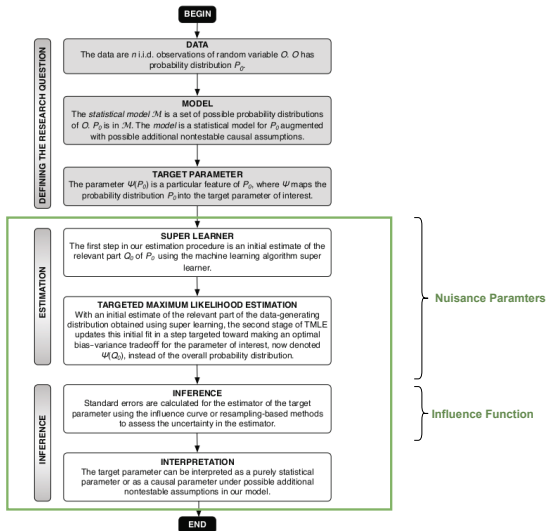 BEGIN
DEFINING THE RESEARCH QUESTION
DATA
The data are n i.i.d. observations of random variable O. O has
probability distribution P0.
MODEL
The statistical model ℳ is a set of possible probability distributions
of O. P0 is in ℳ. The model is a statistical model for P0 augmented
with possible additional nontestable causal assumptions.
TARGET PARAMETER
The parameter Ψ(P0) is a particular feature of P0, where Ψ maps the
probability distribution P0 into the target parameter of interest.
ESTIMATION
SUPER LEARNER
The first step in our estimation procedure is an initial estimate of the
relevant part Q0 of P0 using the machine learning algorithm super
learner.
TARGETED MAXIMUM LIKELIHOOD ESTIMATION
With an initial estimate of the relevant part of the data-generating
distribution obtained using super learning, the second stage of TMLE
updates this initial fit in a step targeted toward making an optimal
bias–variance tradeoff for the parameter of interest, now denoted
Ψ(Q0), instead of the overall probability distribution.
Nuisance Paramters
INFERENCE
INFERENCE
Standard errors are calculated for the estimator of the target
parameter using the influence curve or resampling-based methods
to assess the uncertainty in the estimator.
Influence Function
INTERPRETATION
The target parameter can be interpreted as a purely statistical
parameter or as a causal parameter under possible additional
nontestable assumptions in our model.
END